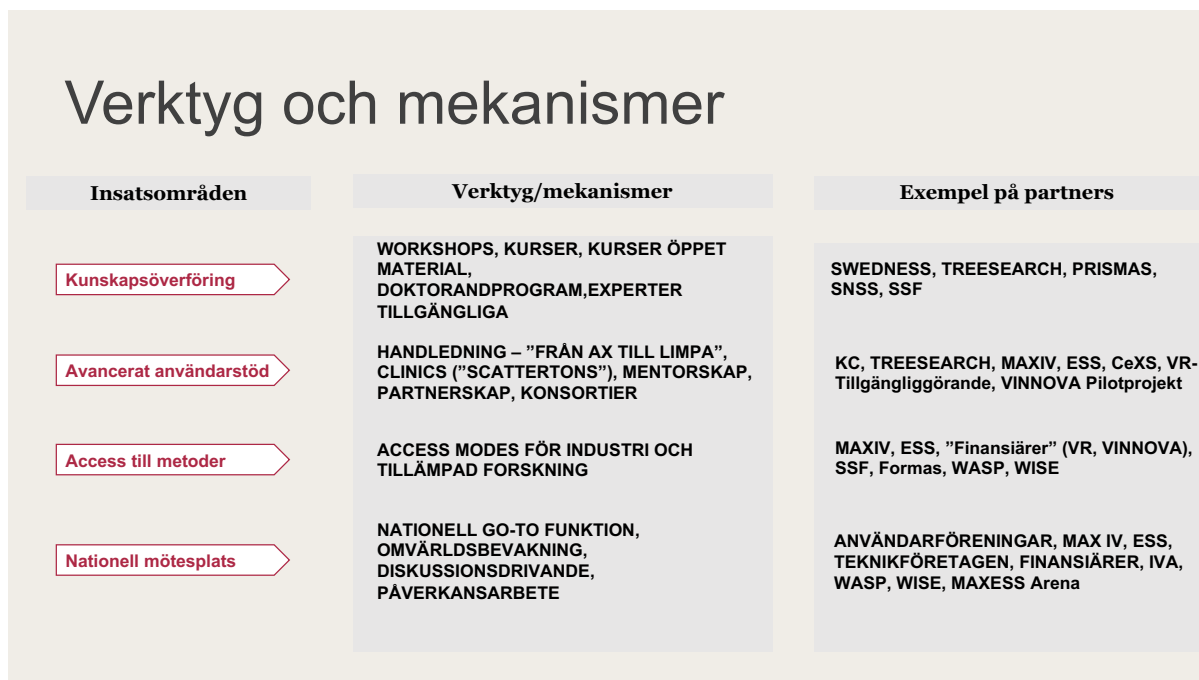 Verktyg och mekanismer
Insatsområden
Verktyg/mekanismer
Exempel på partners
Kunskapsöverföring
WORKSHOPS, KURSER, KURSER ÖPPET
MATERIAL,
DOKTORANDPROGRAM,EXPERTER
TILLGÄNGLIGA
SWEDNESS, TREESEARCH, PRISMAS,
SNSS, SSF
Avancerat användarstöd
HANDLEDNING – ”FRÅN AX TILL LIMPA”,
CLINICS (”SCATTERTONS”), MENTORSKAP,
PARTNERSKAP, KONSORTIER
KC, TREESEARCH, MAXIV, ESS, CeXS, VR-
Tillgängliggörande, VINNOVA Pilotprojekt
Access till metoder
ACCESS MODES FÖR INDUSTRI OCH
TILLÄMPAD FORSKNING
MAXIV, ESS, ”Finansiärer” (VR, VINNOVA),
SSF, Formas, WASP, WISE
Nationell mötesplats
NATIONELL GO-TO FUNKTION,
OMVÄRLDSBEVAKNING,
DISKUSSIONSDRIVANDE,
PÅVERKANSARBETE
ANVÄNDARFÖRENINGAR, MAX IV, ESS,
TEKNIKFÖRETAGEN, FINANSIÄRER, IVA,
WASP, WISE, MAXESS Arena